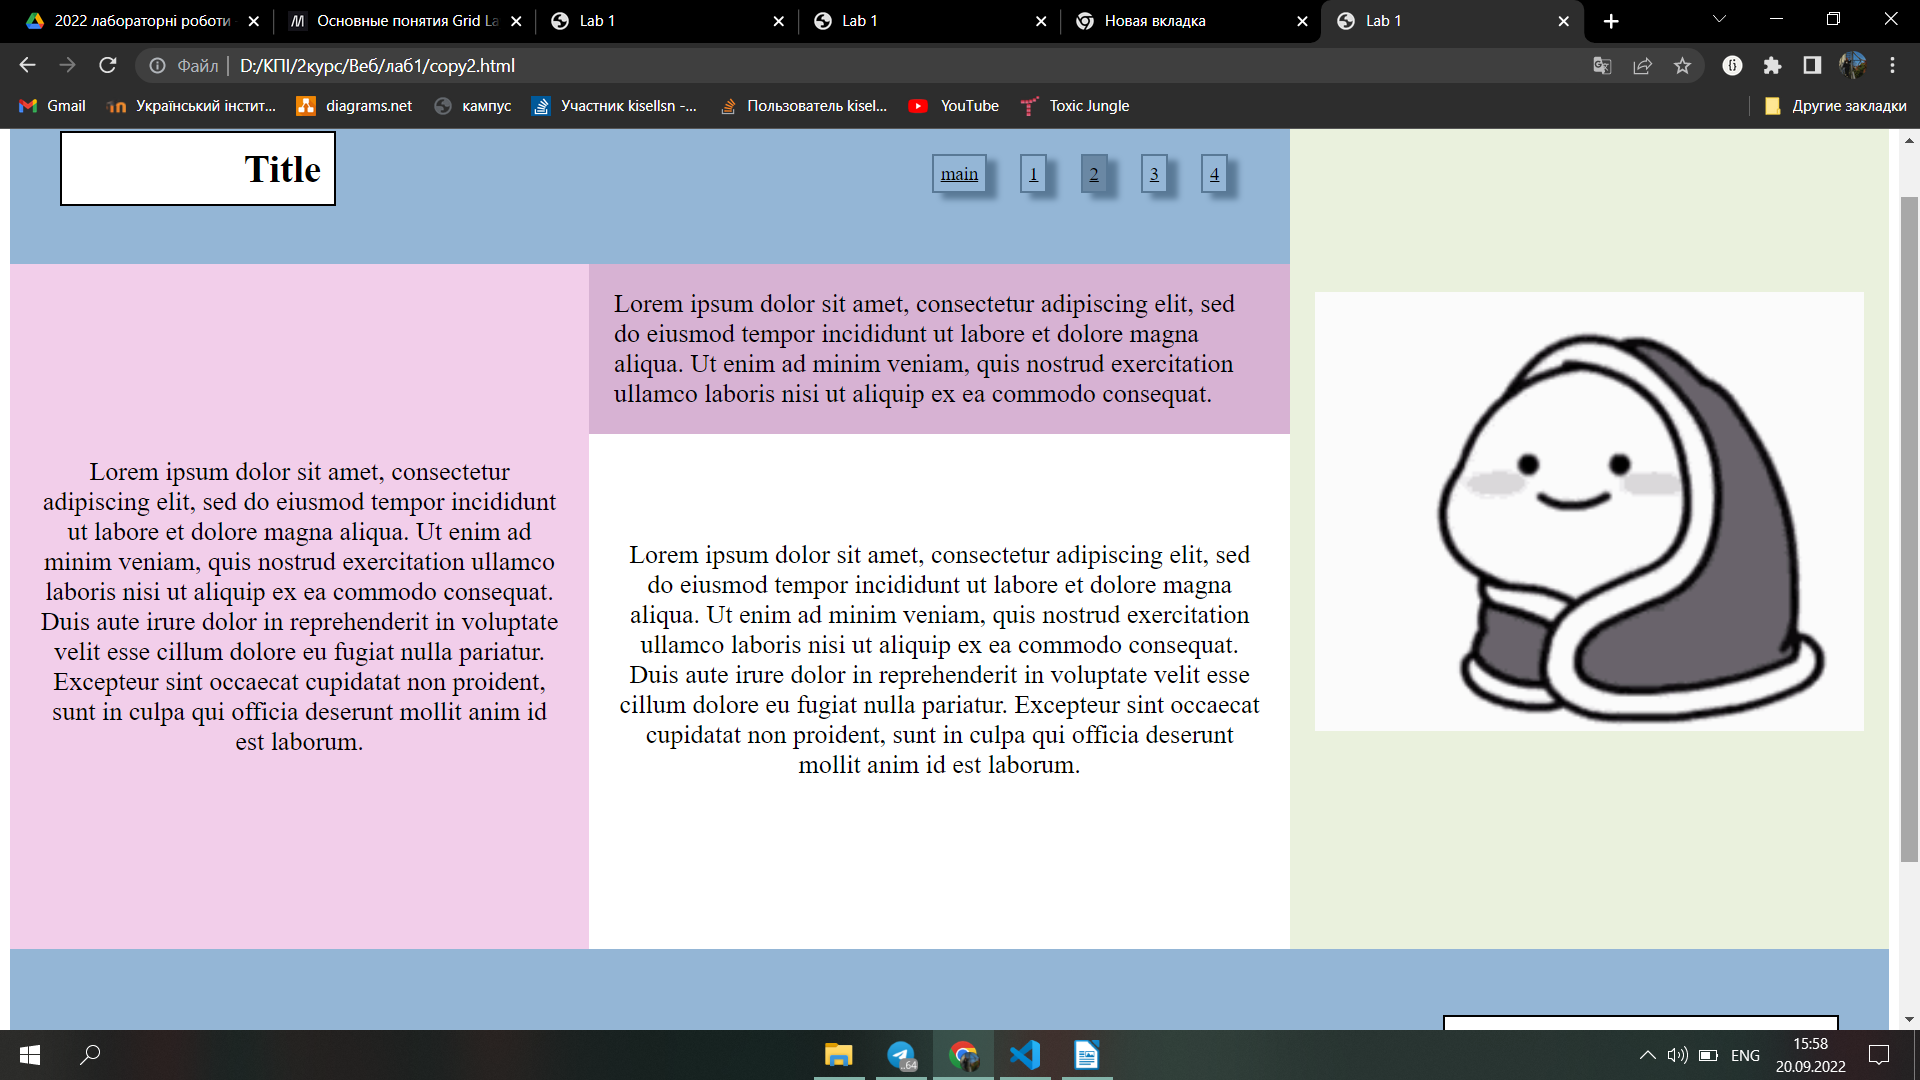 2022 лабораторні роботи
Основные понятия Grid La
Lab 1
Lab 1
Новая вкладка
Lab 1
Файл
D:/КПІ/2курс/Веб/лаб1/copy2.html
Gmail
Український інстит...
diagrams.net
кампус
Участник kisellsn -...
Пользователь kisel...
YouTube
Toxic Jungle
Другие закладки
Title
main
1
2
3
4
Lorem ipsum dolor sit amet, consectetur adipiscing elit, sed
do eiusmod tempor incididunt ut labore et dolore magna
aliqua. Ut enim ad minim veniam, quis nostrud exercitation
ullamco laboris nisi ut aliquip ex ea commodo consequat.
Lorem ipsum dolor sit amet, consectetur
adipiscing elit, sed do eiusmod tempor incididunt
ut labore et dolore magna aliqua. Ut enim ad
minim veniam, quis nostrud exercitation ullamco
laboris nisi ut aliquip ex ea commodo consequat.
Duis aute irure dolor in reprehenderit in voluptate
velit esse cillum dolore eu fugiat nulla pariatur.
Excepteur sint occaecat cupidatat non proident,
sunt in culpa qui officia deserunt mollit anim id
est laborum.
Lorem ipsum dolor sit amet, consectetur adipiscing elit, sed
do eiusmod tempor incididunt ut labore et dolore magna
aliqua. Ut enim ad minim veniam, quis nostrud exercitation
ullamco laboris nisi ut aliquip ex ea commodo consequat.
Duis aute irure dolor in reprehenderit in voluptate velit esse
cillum dolore eu fugiat nulla pariatur. Excepteur sint occaecat
cupidatat non proident, sunt in culpa qui officia deserunt
mollit anim id est laborum.
ENG
15:58
20.09.2022